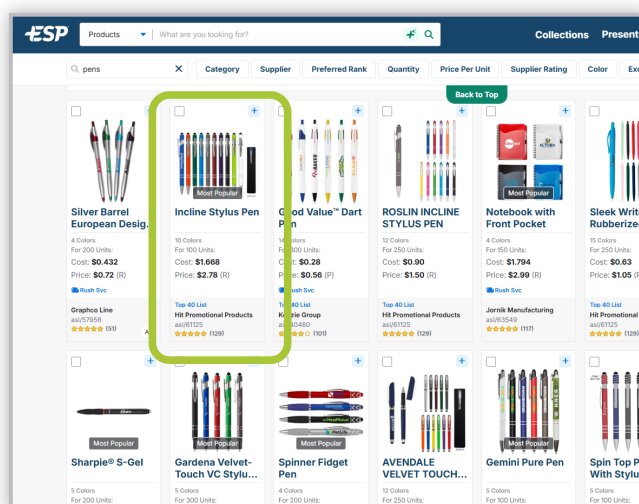 ESP
Products
What are you looking for?
Collections
Present
pens
Category
Supplier
Preferred Rank
Quantity
Price Per Unit
Supplier Rating
Color
Back to Top
Silver Barrel
European Desig...
4 Colors
For 200 Units:
Cost: $0.432
Price: $0.72 (R)
Rush Svc
Graphco Line
asi/57956
(51)
Most Popular
Incline Stylus Pen
10 Colors
For 100 Units:
Cost: $1.668
Price: $2.78 (R)
Top 40 List
Hit Promotional Products
asi/61125
(129)
Good Value™ Dart
Pen
Colors
Units:
Cost: $0.28
Price: $0.56 (P)
Rush Svc
Top 40 List
Group
(101)
ROSLIN INCLINE
STYLUS PEN
12 Colors
For 250 Units:
Cost: $0.90
Price: $1.50 (R)
Top 40 List
Hit Promotional Products
asi/61125
(129)
Most Popular
Notebook with
Front Pocket
4 Colors
For 150 Units:
Cost: $1.794
Price: $2.99 (R)
Rush Svc
Jornik Manufacturing
asi/63549
(117)
Sleek Writ
Rubberize
15 Colors
For 250 Units:
Cost: $0.63
Price: $1.05 (
Top 40 List
Hit Promotional
asi/61125
(129)
Most Popular
Sharpie® S-Gel
5 Colors
For 200 Units:
Most Popular
Gardena Velvet-
Touch VC Stylu...
5 Colors
For 300 Units:
Most Popular
Spinner Fidget
Pen
5 Colors
For 200 Units:
AVENDALE
VELVET TOUCH...
12 Colors
For 250 Units:
Most Popular
Gemini Pure Pen
5 Colors
For 100 Units:
Spin Top P
With Stylu
5 Colors
For 100 Units: